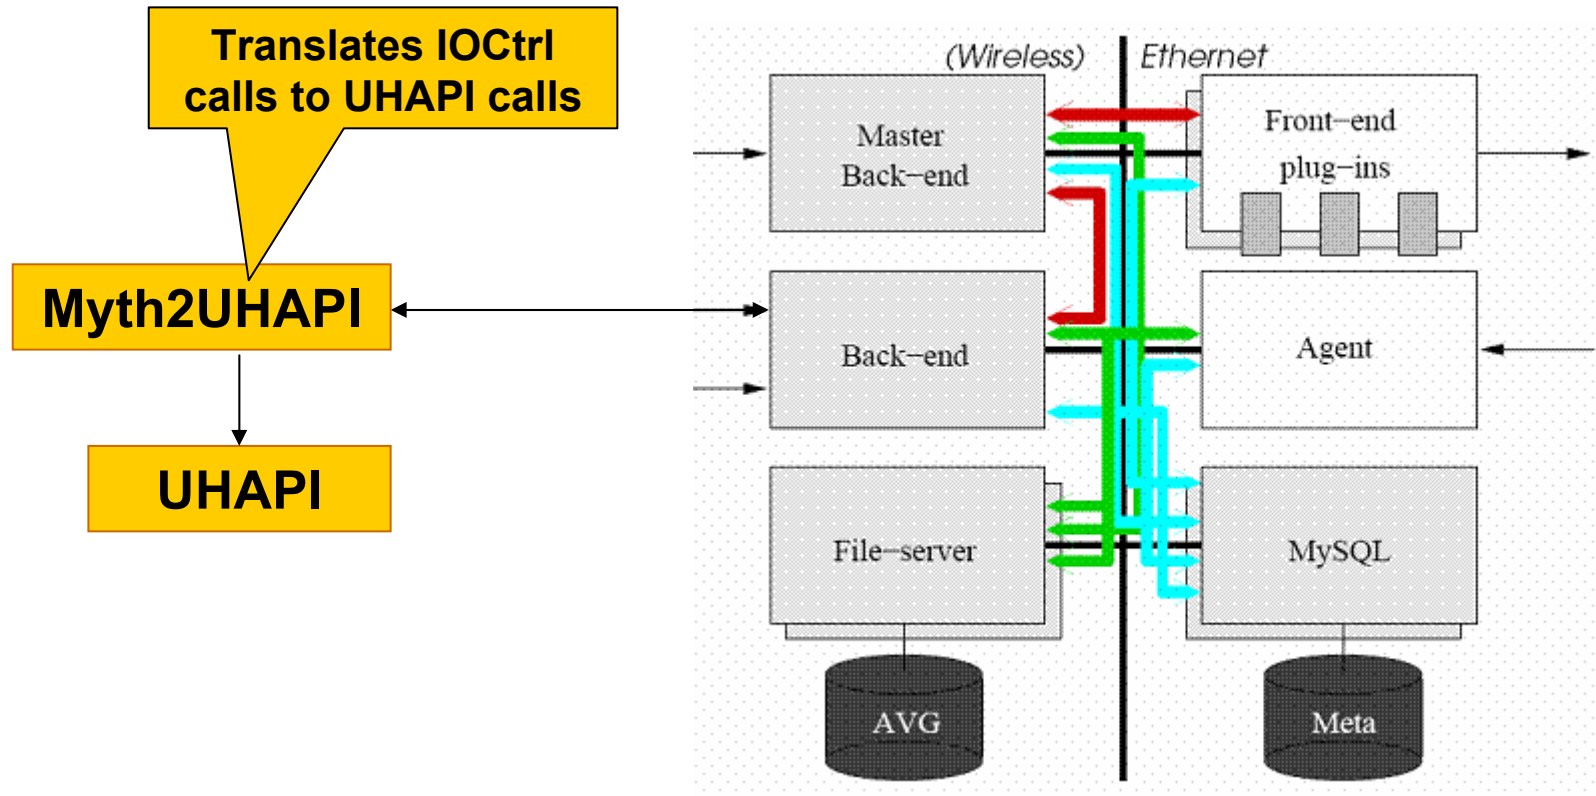 Translates IOCtrl
calls to UHAPI calls
Myth2UHAPI
UHAPI
(Wireless)
Ethernet
Master
Back-end
Front-end
plug-ins
Back-end
Agent
File-server
MySQL
AVG
Meta